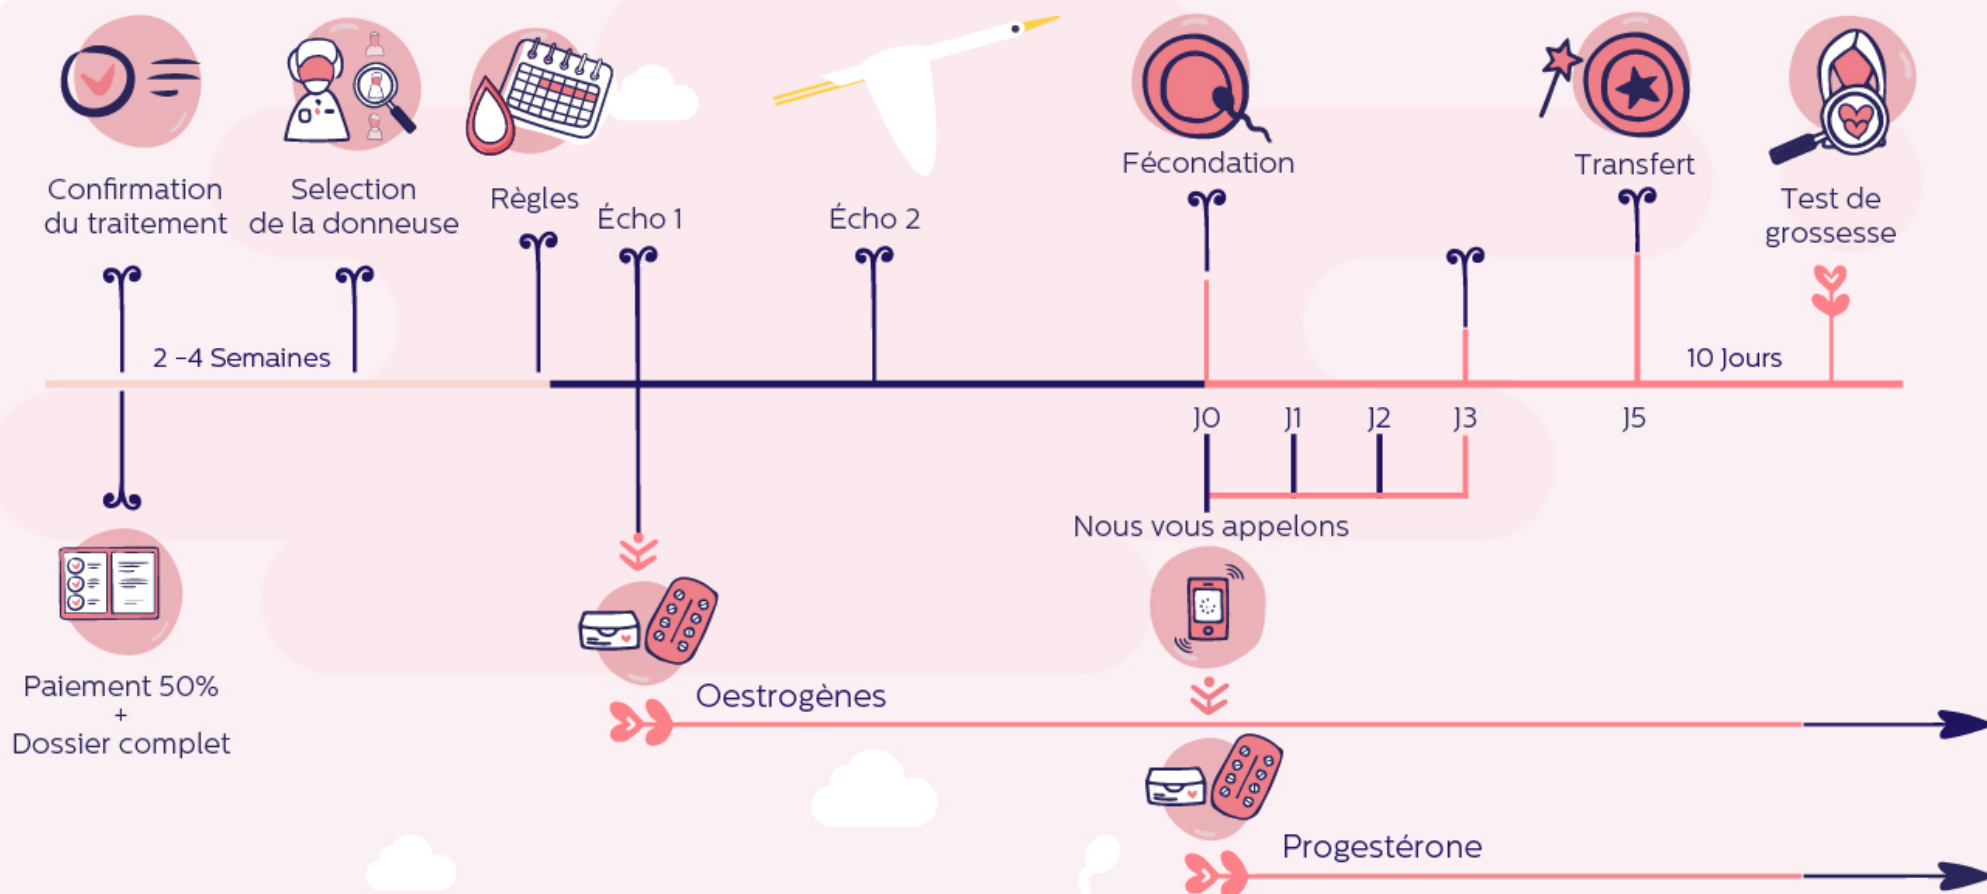 Confirmation
du traitement
Selection
de la donneuse
Règles
Écho 1
Écho 2
Fécondation
Transfert
Test de
grossesse
2 -4 Semaines
10 Jours
J0
J1
J2
J3
J5
Nous vous appelons
Paiement 50%
+
Dossier complet
Oestrogènes
Progestérone